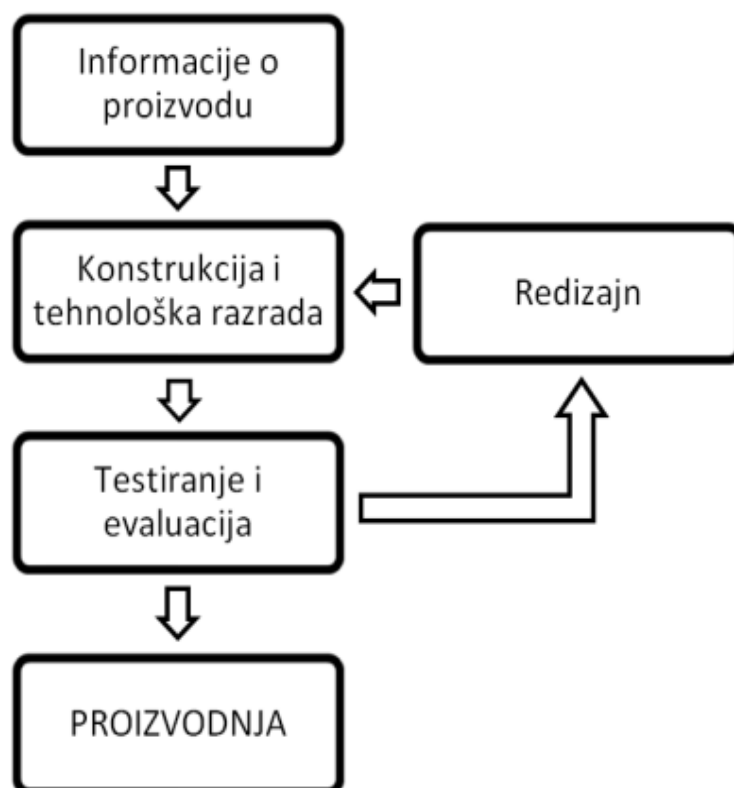 Informacije o
proizvodu
Konstrukcija i
tehnološka razrada
Redizajn
Testiranje i
evaluacija
PROIZVODNJA